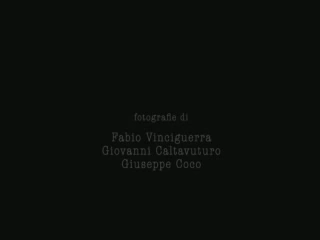 fotografie di
Fabio Vinciguerra
Giovanni Caltavuturo
Giuseppe Coco